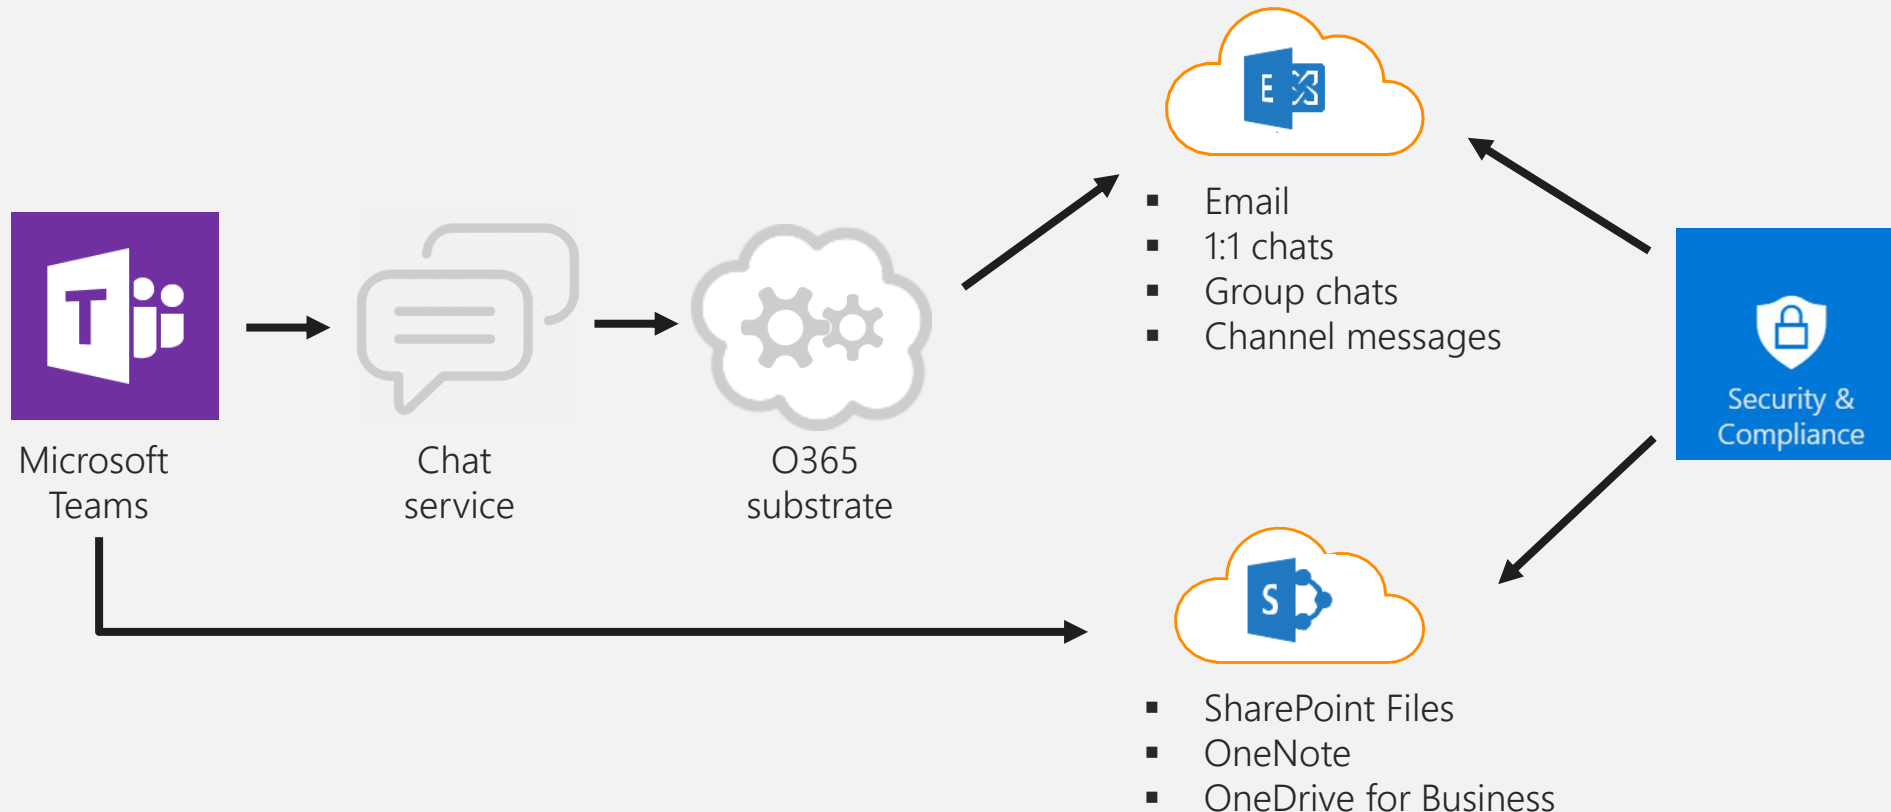 E
T
Microsoft
Teams
Chat
service
O365
substrate
▪ Email
▪ 1:1 chats
▪ Group chats
▪ Channel messages
Security &
Compliance
S
▪ SharePoint Files
▪ OneNote
▪ OneDrive for Business